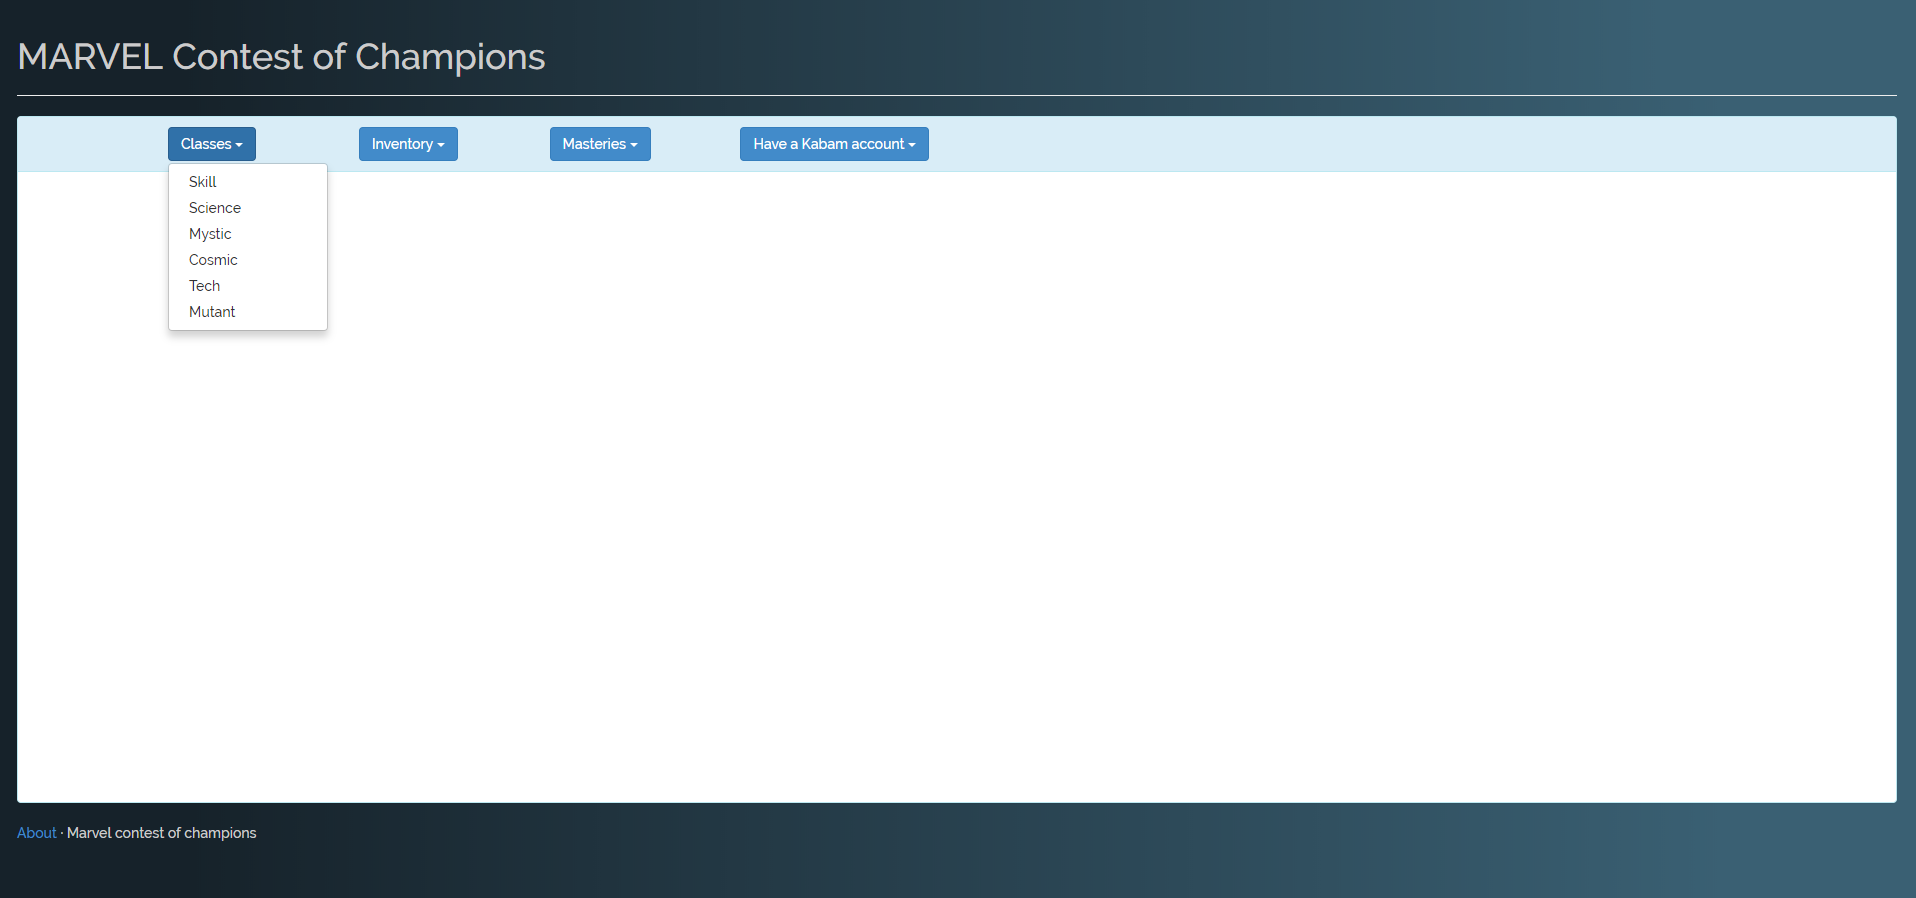 MARVEL Contest of Champions
Classes Inventory Masteries Have a Kabam account
Skill
Science
Mystic
Cosmic
Tech
Mutant
About · Marvel contest of champions